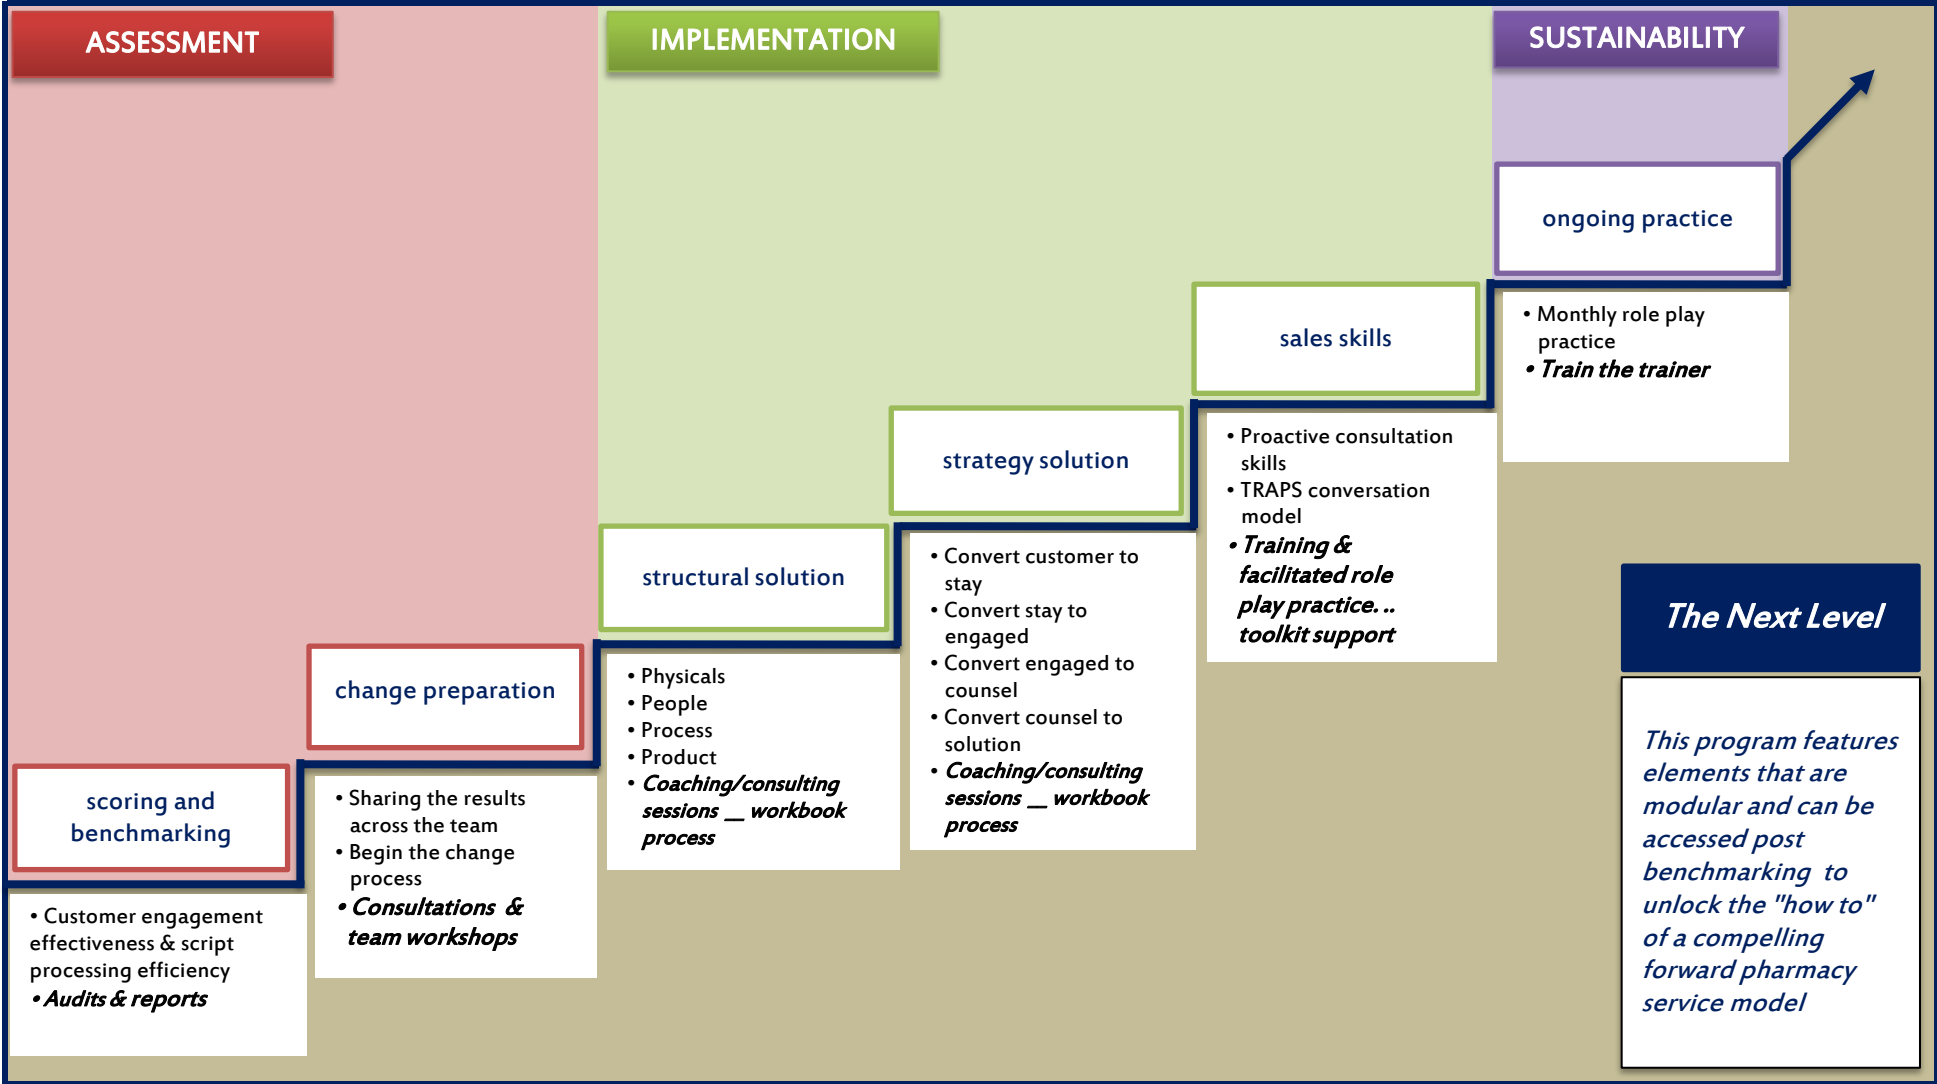 ASSESSMENT
IMPLEMENTATION
SUSTAINABILITY
scoring and
benchmarking
• Customer engagement
effectiveness & script
processing efficiency
• Audits & reports
change preparation
• Sharing the results
across the team
• Begin the change
process
• Consultations &
team workshops
structural solution
• Physicals
• People
• Process
• Product
• Coaching/consulting
sessions __ workbook
process
strategy solution
• Convert customer to
stay
• Convert stay to
engaged
• Convert engaged to
counsel
• Convert counsel to
solution
• Coaching/consulting
sessions __ workbook
process
sales skills
• Proactive consultation
skills
• TRAPS conversation
model
• Training &
facilitated role
play practice. ..
toolkit support
ongoing practice
• Monthly role play
practice
• Train the trainer
The Next Level
This program features
elements that are
modular and can be
accessed post
benchmarking to
unlock the "how to"
of a compelling
forward pharmacy
service model